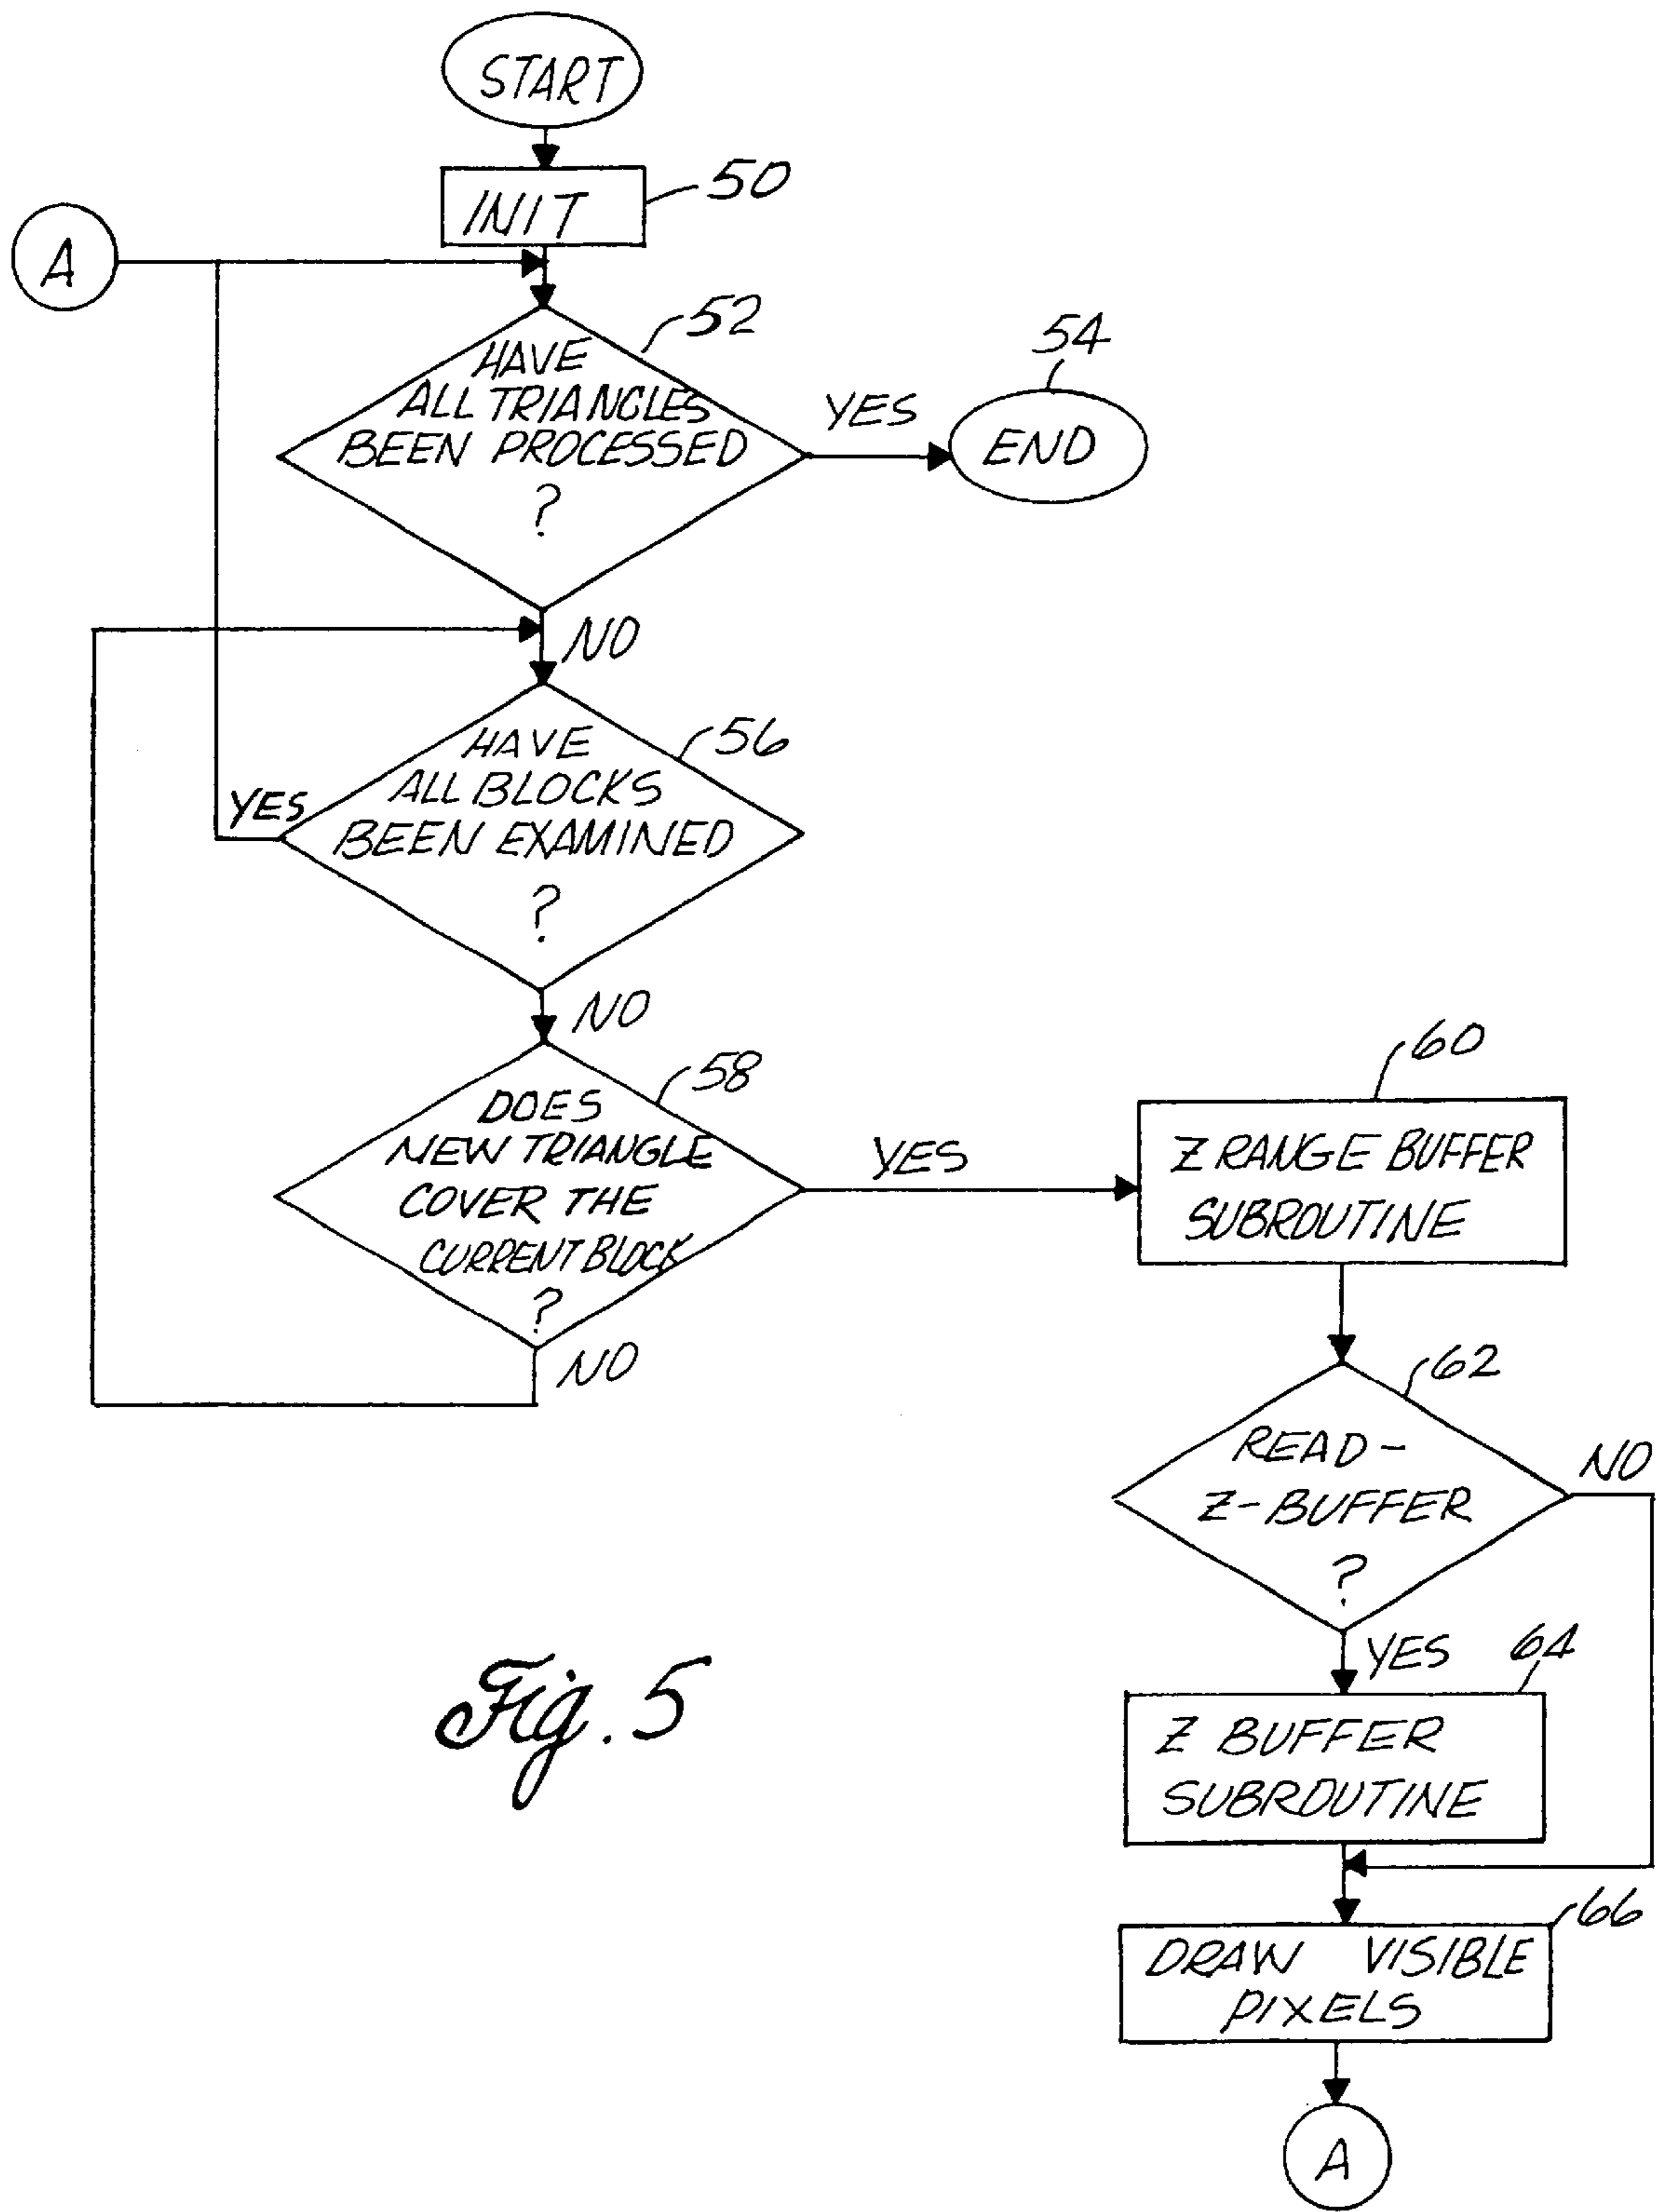 START
INIT
50
A
52
HAVE
ALL TRIANGLES
BEEN PROCESSED
?
YES
54
END
NO
56
HAVE
ALL BLOCKS
BEEN EXAMINED
?
YES
NO
58
DOES
NEW TRIANGLE
COVER THE
CURRENT BLOCK
?
YES
NO
60
Z RANGE BUFFER
SUBROUTINE
62
READ-
Z-BUFFER
?
NO
YES
64
Z BUFFER
SUBROUTINE
66
DRAW VISIBLE
PIXELS
A
Fig. 5